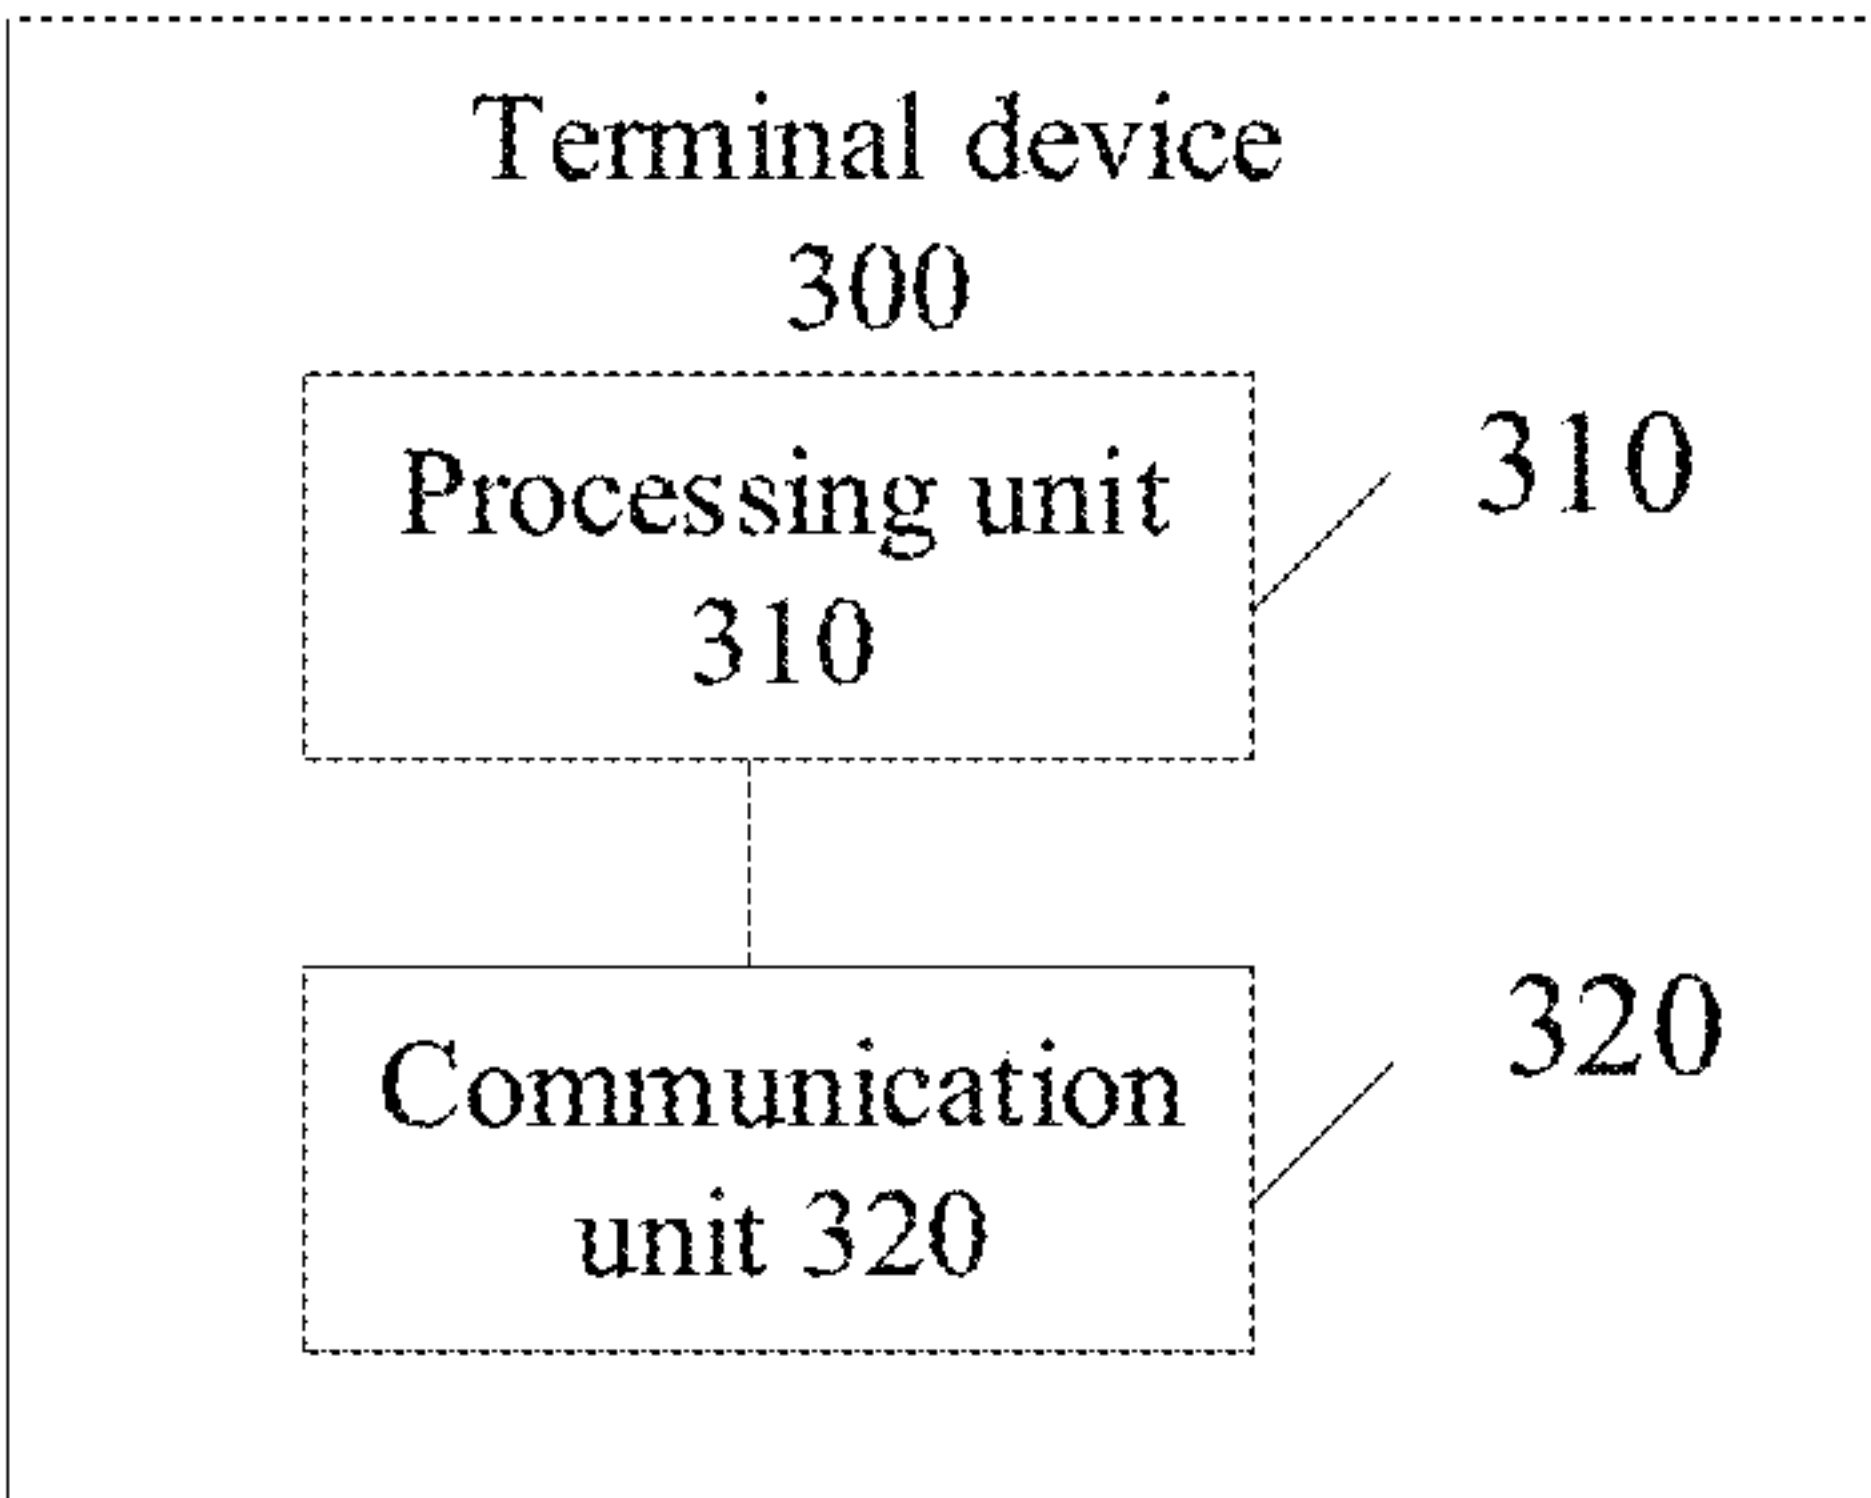 Terminal device
300
Processing unit
310
310
Communication
unit 320
320